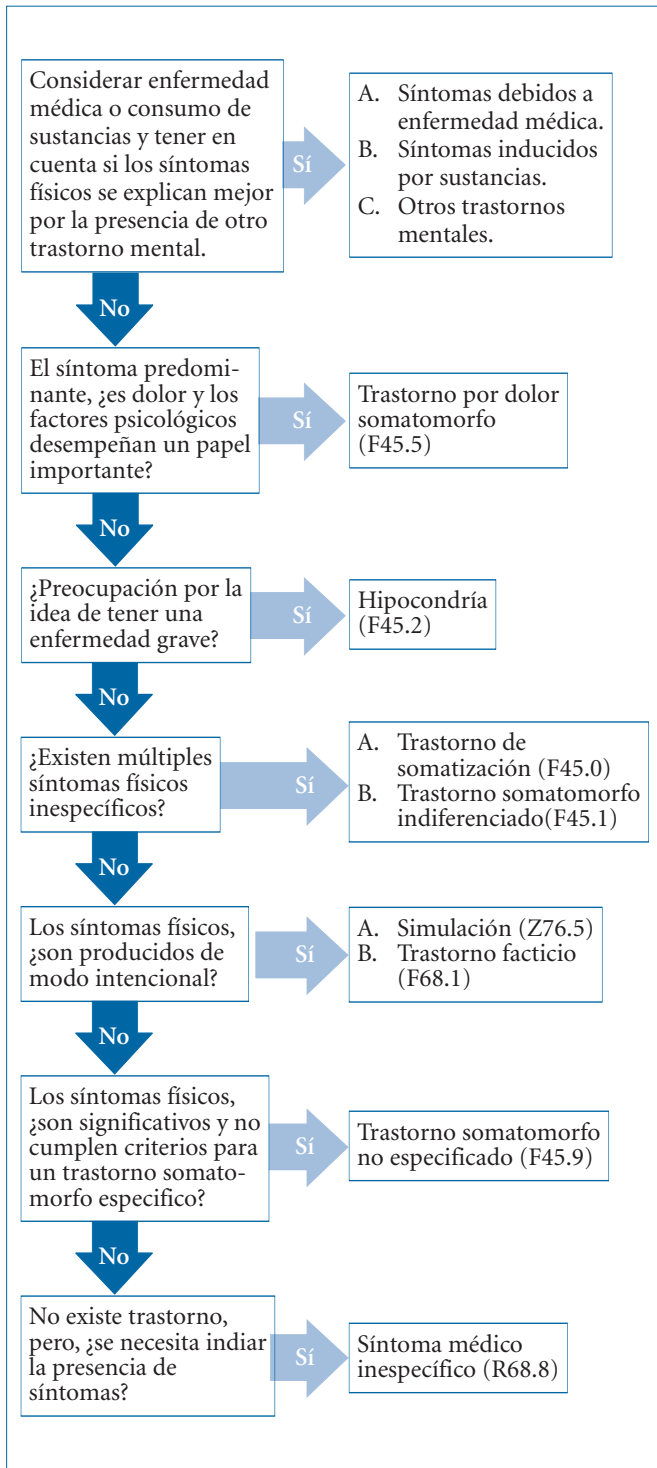 Considerar enfermedad
médica o consumo de
sustancias y tener en
cuenta si los síntomas
físicos se explican mejor
por la presencia de otro
trastorno mental.
Sí
A. Síntomas debidos a
enfermedad médica.
B. Síntomas inducidos
por sustancias.
C. Otros trastornos
mentales.
No
El síntoma predomi-
nante, ¿es dolor y los
factores psicológicos
desempeñan un papel
importante?
Sí
Trastorno por dolor
somatomorfo
(F45.5)
No
¿Preocupación por la
idea de tener una
enfermedad grave?
Sí
Hipocondría
(F45.2)
No
¿Existen múltiples
síntomas físicos
inespecíficos?
Sí
A. Trastorno de
somatización (F45.0)
B. Trastorno somatomorfo
indiferenciado(F45.1)
No
Los síntomas físicos,
¿son producidos de
modo intencional?
Sí
A. Simulación (Z76.5)
B. Trastorno facticio
(F68.1)
No
Los síntomas físicos,
¿son significativos y no
cumplen criterios para
un trastorno somato-
morfo especifico?
Sí
Trastorno somatomorfo
no especificado (F45.9)
No
No existe trastorno,
pero, ¿se necesita indiar
la presencia de
síntomas?
Sí
Síntoma médico
inespecífico (R68.8)